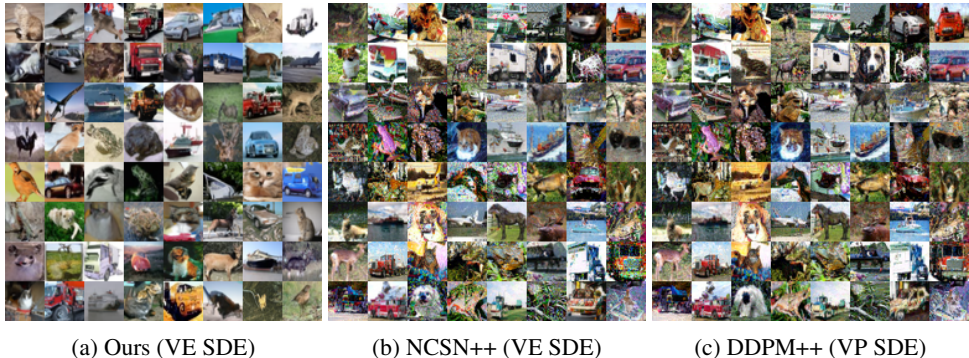 (a) Ours (VE SDE)
(b) NCSN++ (VE SDE)
(c) DDPM++ (VP SDE)